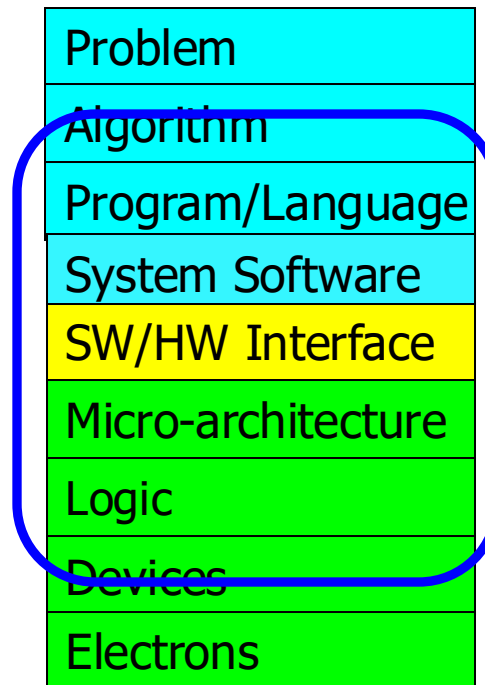 Problem
Algorithm
Program/Language
System Software
SW/HW Interface
Micro-architecture
Logic
Devices
Electrons